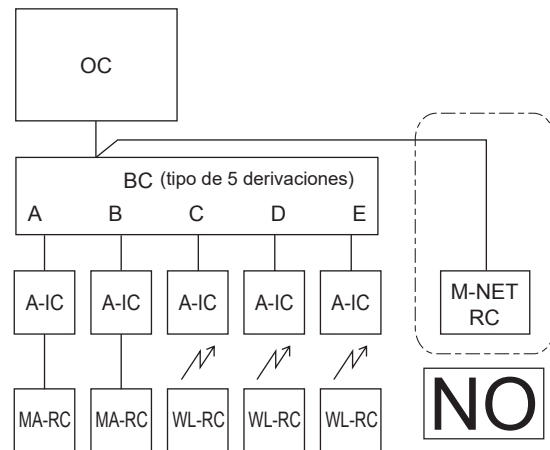 OC
BC (tipo de 5 derivaciones)
A B C D E
A-IC A-IC A-IC A-IC A-IC
M-NET
RC
MA-RC MA-RC WL-RC WL-RC WL-RC
NO